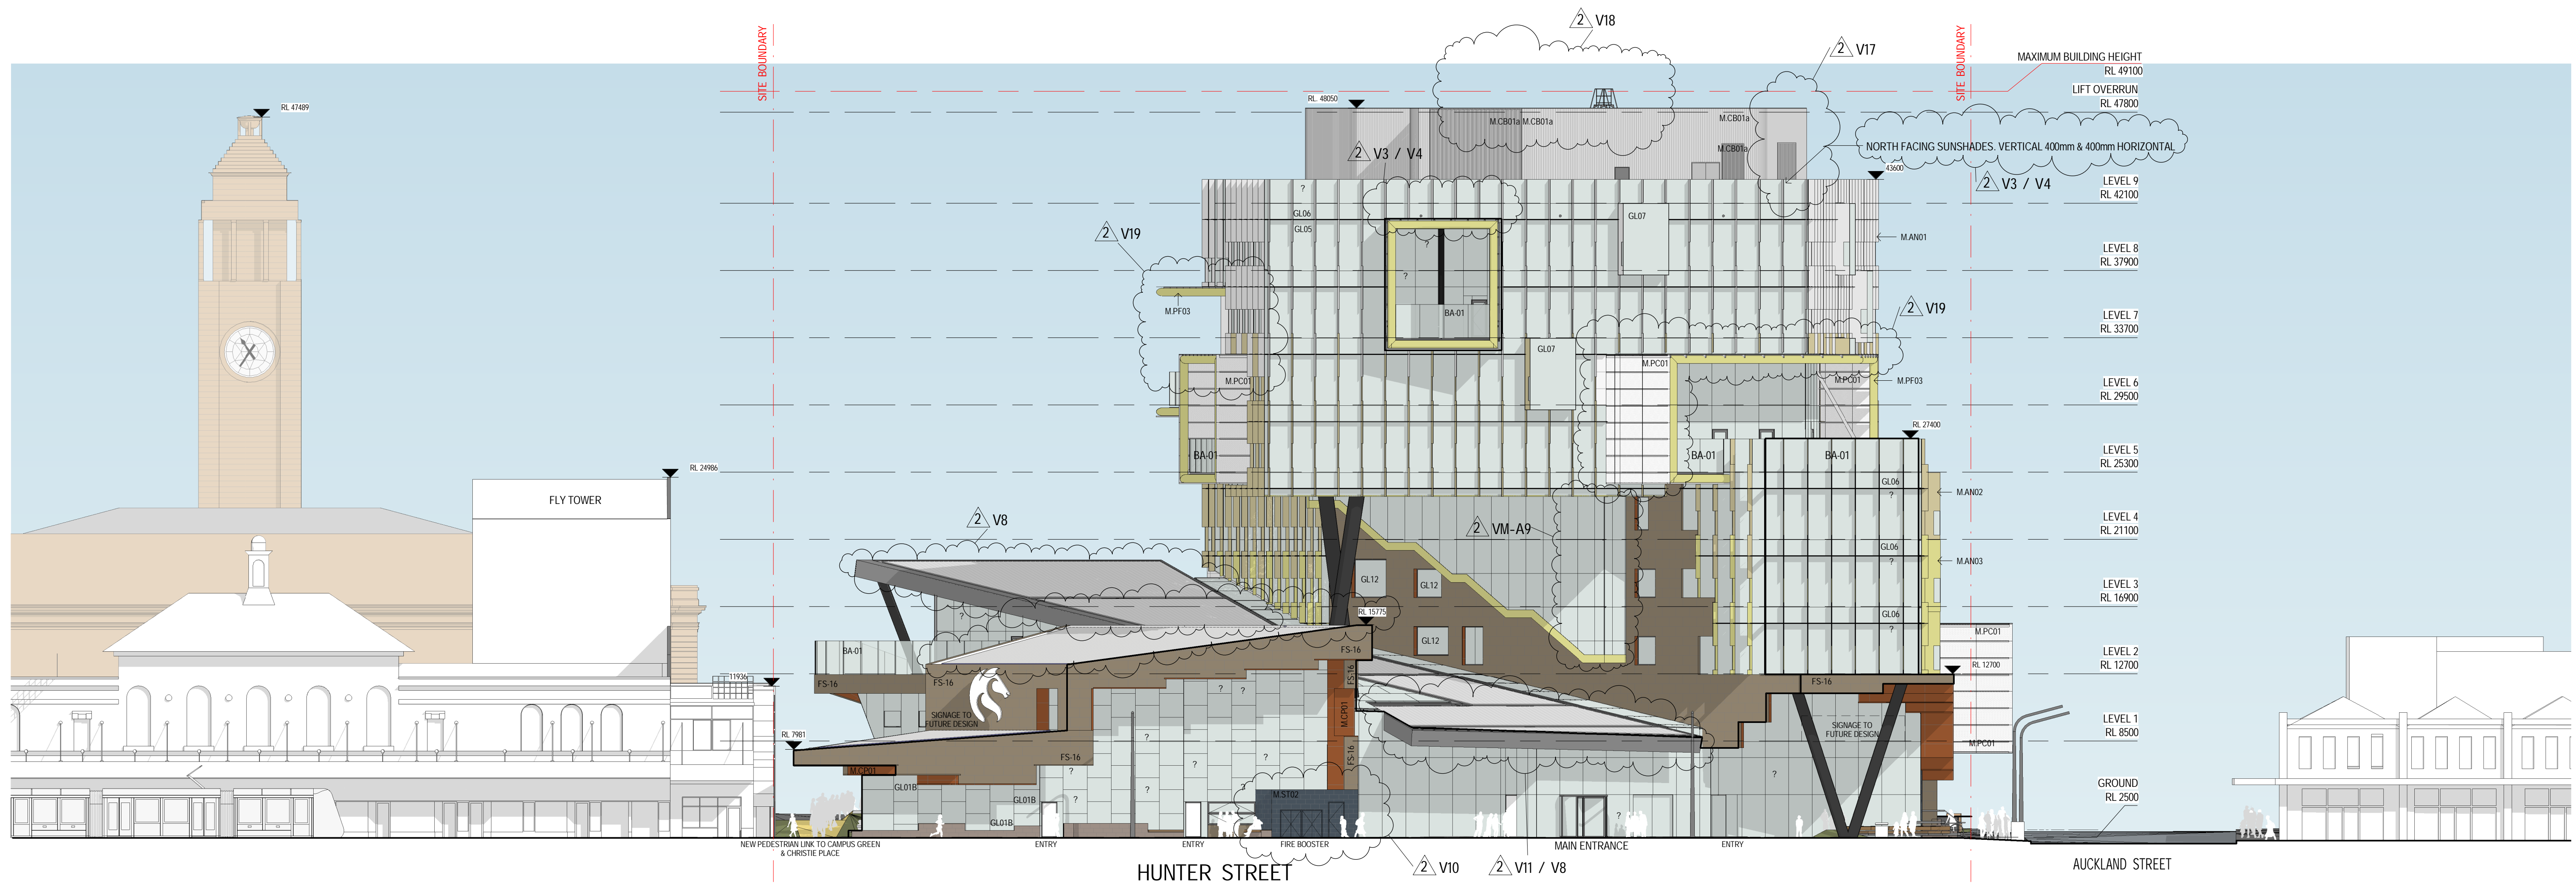 2 V18
SITE BOUNDARY
SITE BOUNDARY
2 V17
MAXIMUM BUILDING HEIGHT
RL 49100
LIFT OVERRUN
RL 47800
RL 47489
RL. 48050
M.CB01a M.CB01a
M.CB01a
M.CB01a
2 V3 / V4
NORTH FACING SUNSHADES. VERTICAL 400mm & 400mm HORIZONTAL
2 V3 / V4
43600
LEVEL 9
RL 42100
?
GL06
GL05
GL07
M.AN01
2 V19
LEVEL 8
RL 37900
?
?
M.PF03
BA-01
2 V19
LEVEL 7
RL 33700
GL07
M.PC01
M.PC01
M.PC01
M.PF03
LEVEL 6
RL 29500
RL 27400
BA-01
BA-01
BA-01
LEVEL 5
RL 25300
RL 24986
FLY TOWER
GL06
?
M.AN02
2 V8
2 VM-A9
LEVEL 4
RL 21100
GL06
?
M.AN03
GL12
GL12
LEVEL 3
RL 16900
RL 15775
GL06
?
?
GL12
M.PC01
BA-01
FS-16
LEVEL 2
RL 12700
RL 12700
11936
FS-16
FS-16
FS-16
FS-16
?
?
M.CP01
SIGNAGE TO
FUTURE DESIGN
SIGNAGE TO
FUTURE DESIGN
LEVEL 1
RL 8500
RL 7981
?
M.PC01
FS-16
FS-16
M.CP01
?
?
?
GL01B
?
?
M.ST02
GROUND
RL 2500
GL01B
?
GL01B
?
NEW PEDESTRIAN LINK TO CAMPUS GREEN
& CHRISTIE PLACE
ENTRY
ENTRY
FIRE BOOSTER
MAIN ENTRANCE
ENTRY
HUNTER STREET
2 V10
2 V11 / V8
AUCKLAND STREET